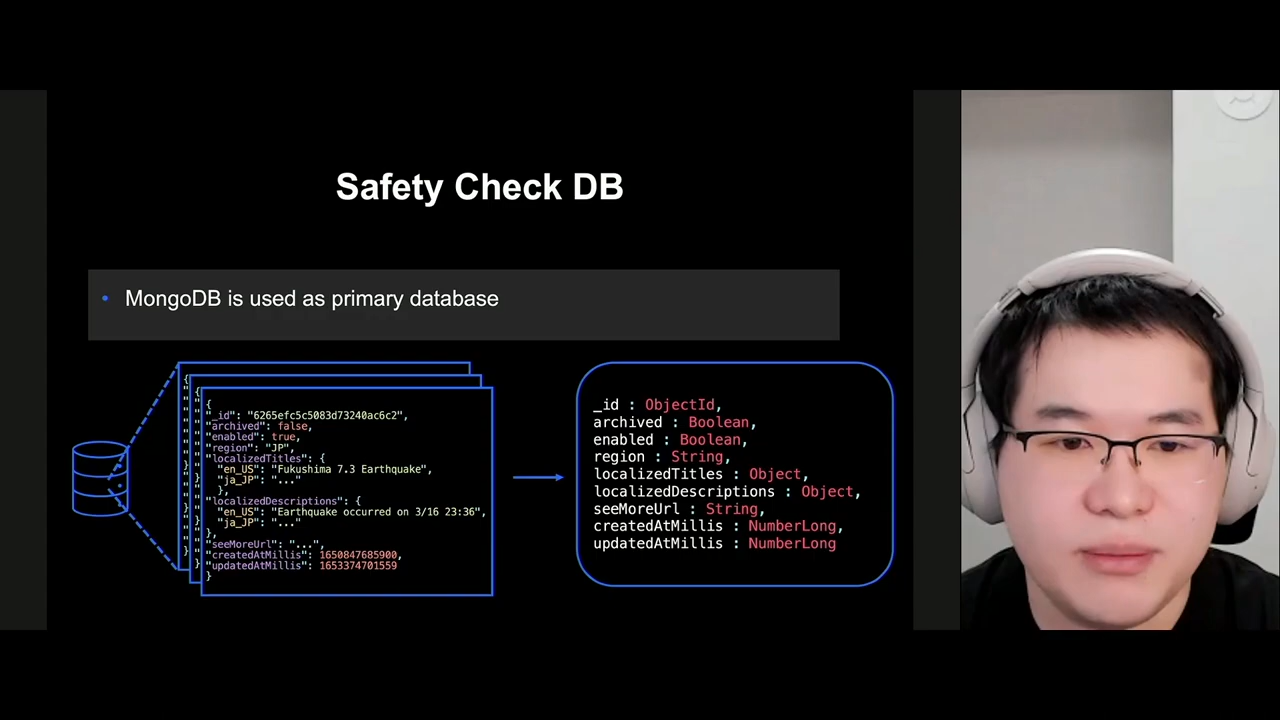 Safety Check DB
• MongoDB is used as primary database
{
"_id": "6265efc5c5083d73240ac6c2",
"archived": false,
"enabled": true,
"region": "JP",
"localizedTitles": {
"en_US": "Fukushima 7.3 Earthquake",
"ja_JP": "..."
},
"localizedDescriptions": {
"en_US": "Earthquake occurred on 3/16 23:36",
"ja_JP": "..."
},
"seeMoreUrl": "...",
"createdAtMillis": 1650847685900,
"updatedAtMillis": 1653374701559
}
_id : ObjectId,
archived : Boolean,
enabled : Boolean,
region : String,
localizedTitles : Object,
localizedDescriptions : Object,
seeMoreUrl : String,
createdAtMillis : NumberLong,
updatedAtMillis : NumberLong